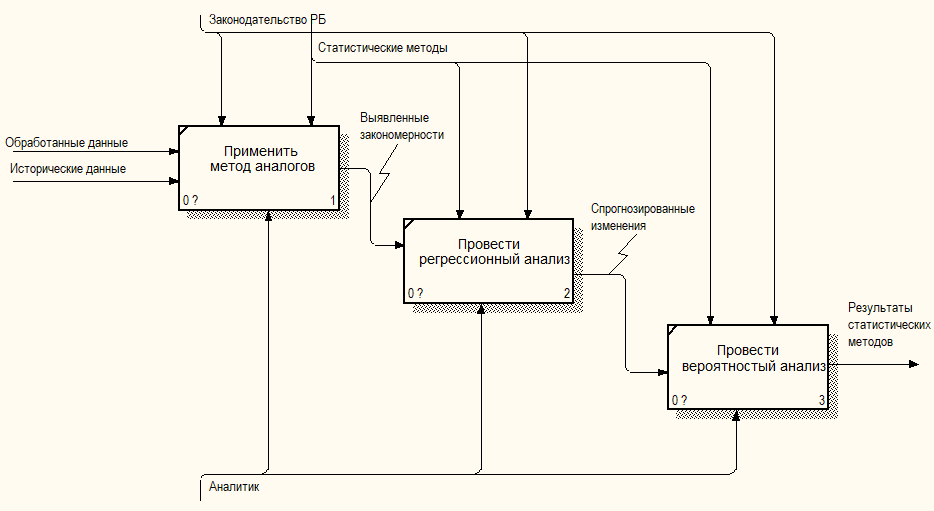 Законодательство РБ
Статистические методы
Выявленные
закономерности
Обработанные данные
Исторические данные
Применить
метод аналогов
0 ?
1
Спрогнозированные
изменения
Провести
регрессионный анализ
0 ?
2
Результаты
статистических
методов
Провести
вероятностый анализ
0 ?
3
Аналитик